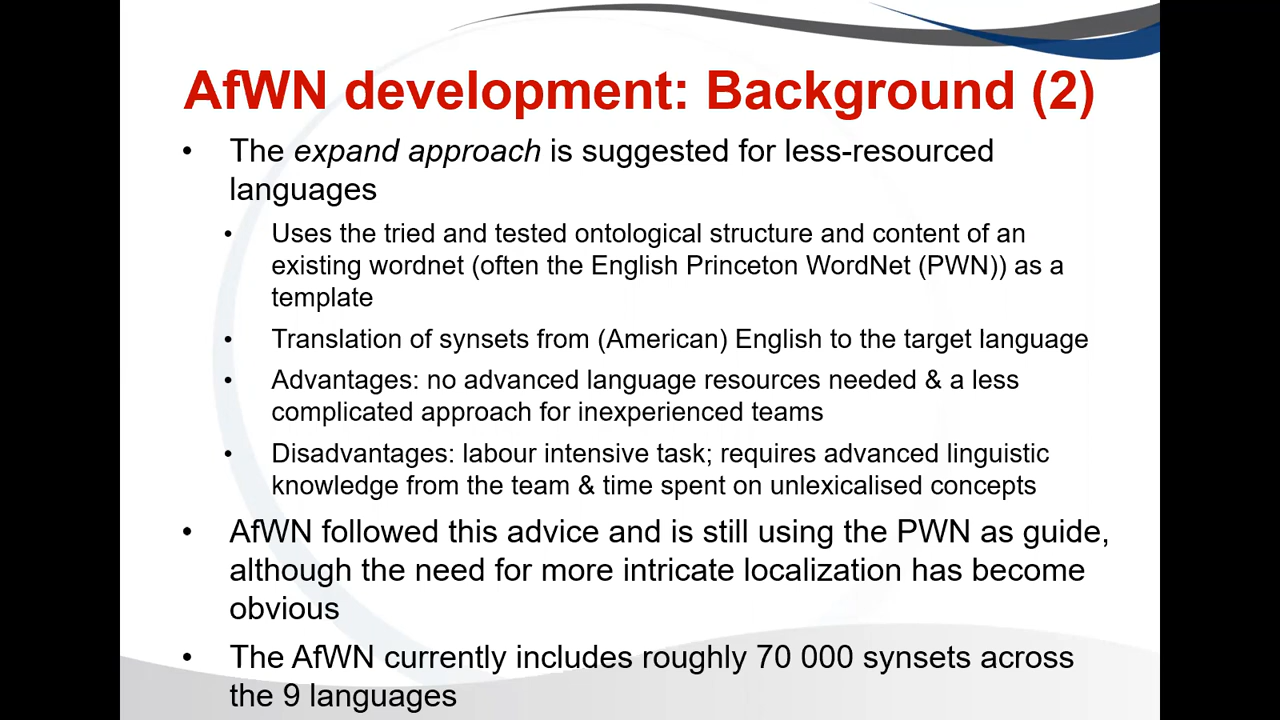 AfWN development: Background (2)
• The expand approach is suggested for less-resourced
languages
• Uses the tried and tested ontological structure and content of an
existing wordnet (often the English Princeton WordNet (PWN)) as a
template
• Translation of synsets from (American) English to the target language
• Advantages: no advanced language resources needed & a less
complicated approach for inexperienced teams
• Disadvantages: labour intensive task; requires advanced linguistic
knowledge from the team & time spent on unlexicalised concepts
• AfWN followed this advice and is still using the PWN as guide,
although the need for more intricate localization has become
obvious
• The AfWN currently includes roughly 70 000 synsets across
the 9 languages